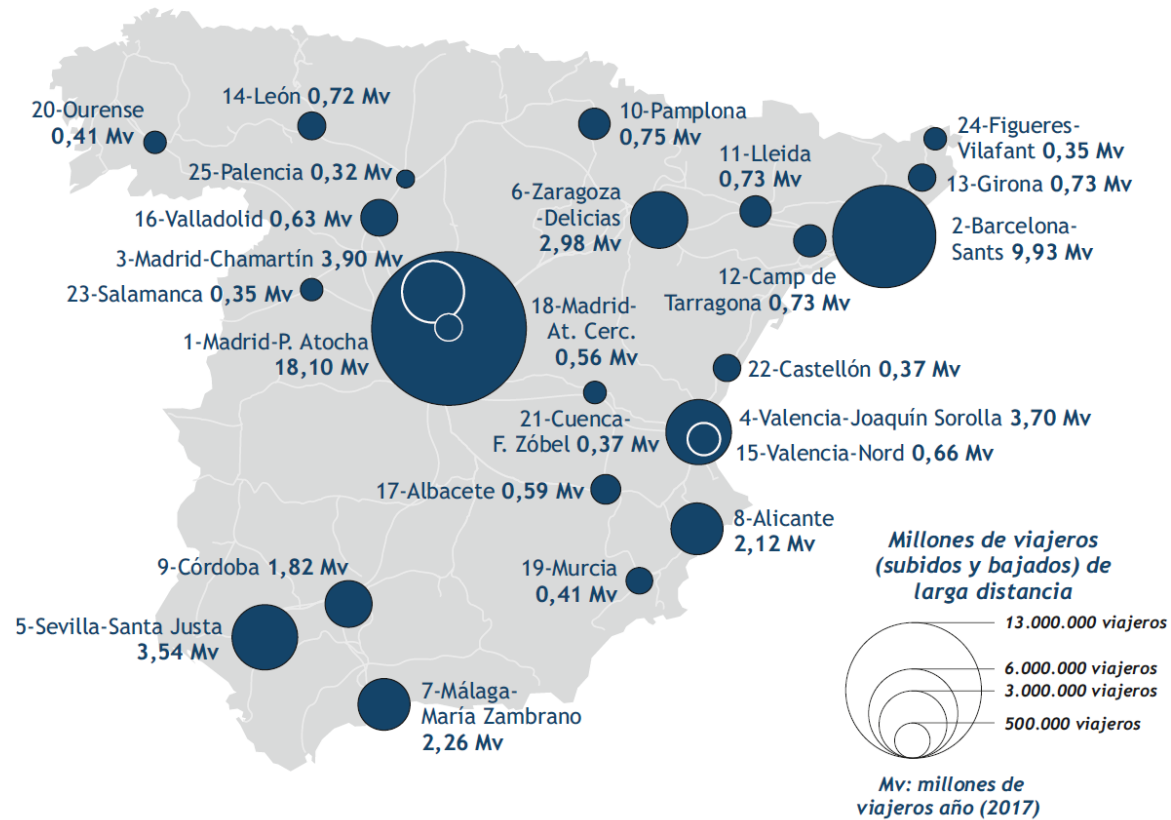 20-Ourense
0,41 Mv
14-León 0,72 Mv
10-Pamplona
0,75 Mv
24-Figueres-
Vilafant 0,35 Mv
25-Palencia 0,32 Mv
11-Lleida
0,73 Mv
13-Girona 0,73 Mv
16-Valladolid 0,63 Mv
6-Zaragoza
-Delicias
2,98 Mv
2-Barcelona-
Sants 9,93 Mv
3-Madrid-Chamartín 3,90 Mv
23-Salamanca 0,35 Mv
12-Camp de
Tarragona 0,73 Mv
1-Madrid-P. Atocha
18,10 Mv
18-Madrid-
At. Cerc.
0,56 Mv
22-Castellón 0,37 Mv
21-Cuenca-
F. Zóbel 0,37 Mv
4-Valencia-Joaquín Sorolla 3,70 Mv
15-Valencia-Nord 0,66 Mv
17-Albacete 0,59 Mv
8-Alicante
2,12 Mv
9-Córdoba 1,82 Mv
19-Murcia
0,41 Mv
5-Sevilla-Santa Justa
3,54 Mv
7-Málaga-
María Zambrano
2,26 Mv
Millones de viajeros
(subidos y bajados) de
larga distancia
13.000.000 viajeros
6.000.000 viajeros
3.000.000 viajeros
500.000 viajeros
Mv: millones de
viajeros año (2017)